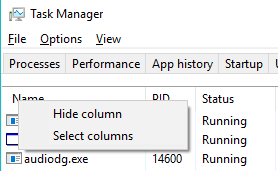 Task Manager
File Options View
Processes Performance App history Startup
Name PID Status
Hide column
Running
Select columns
Running
audiodg.exe 14600 Running